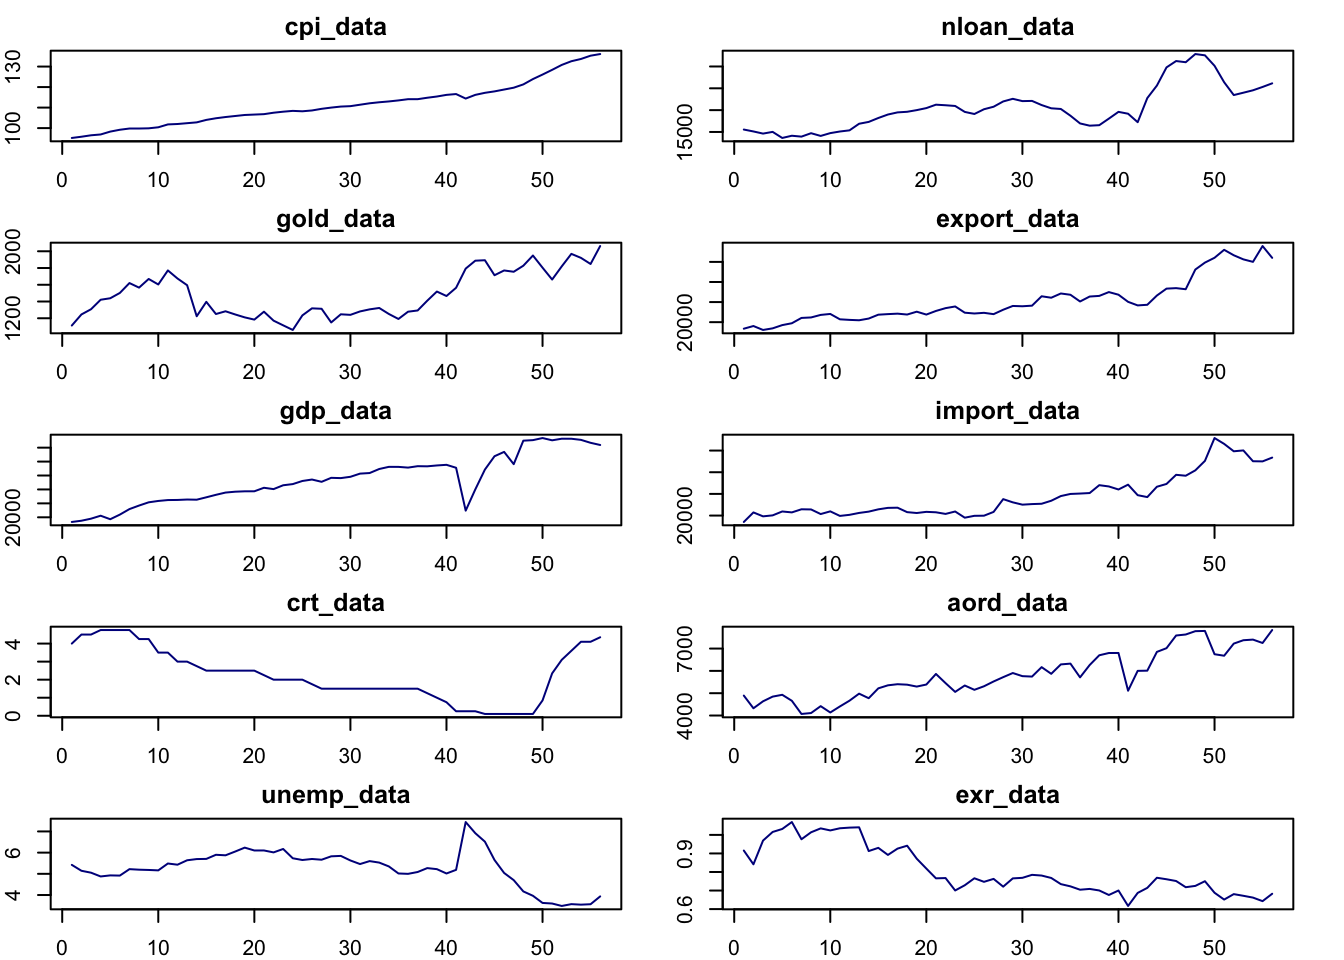 cpi_data
130
100
0 10 20 30 40 50
nloan_data
15000
0 10 20 30 40 50
gold_data
2000
1200
0 10 20 30 40 50
export_data
20000
0 10 20 30 40 50
gdp_data
20000
0 10 20 30 40 50
import_data
20000
0 10 20 30 40 50
crt_data
4
2
0
0 10 20 30 40 50
aord_data
7000
4000
0 10 20 30 40 50
unemp_data
6
4
0 10 20 30 40 50
exr_data
0.9
0.6
0 10 20 30 40 50